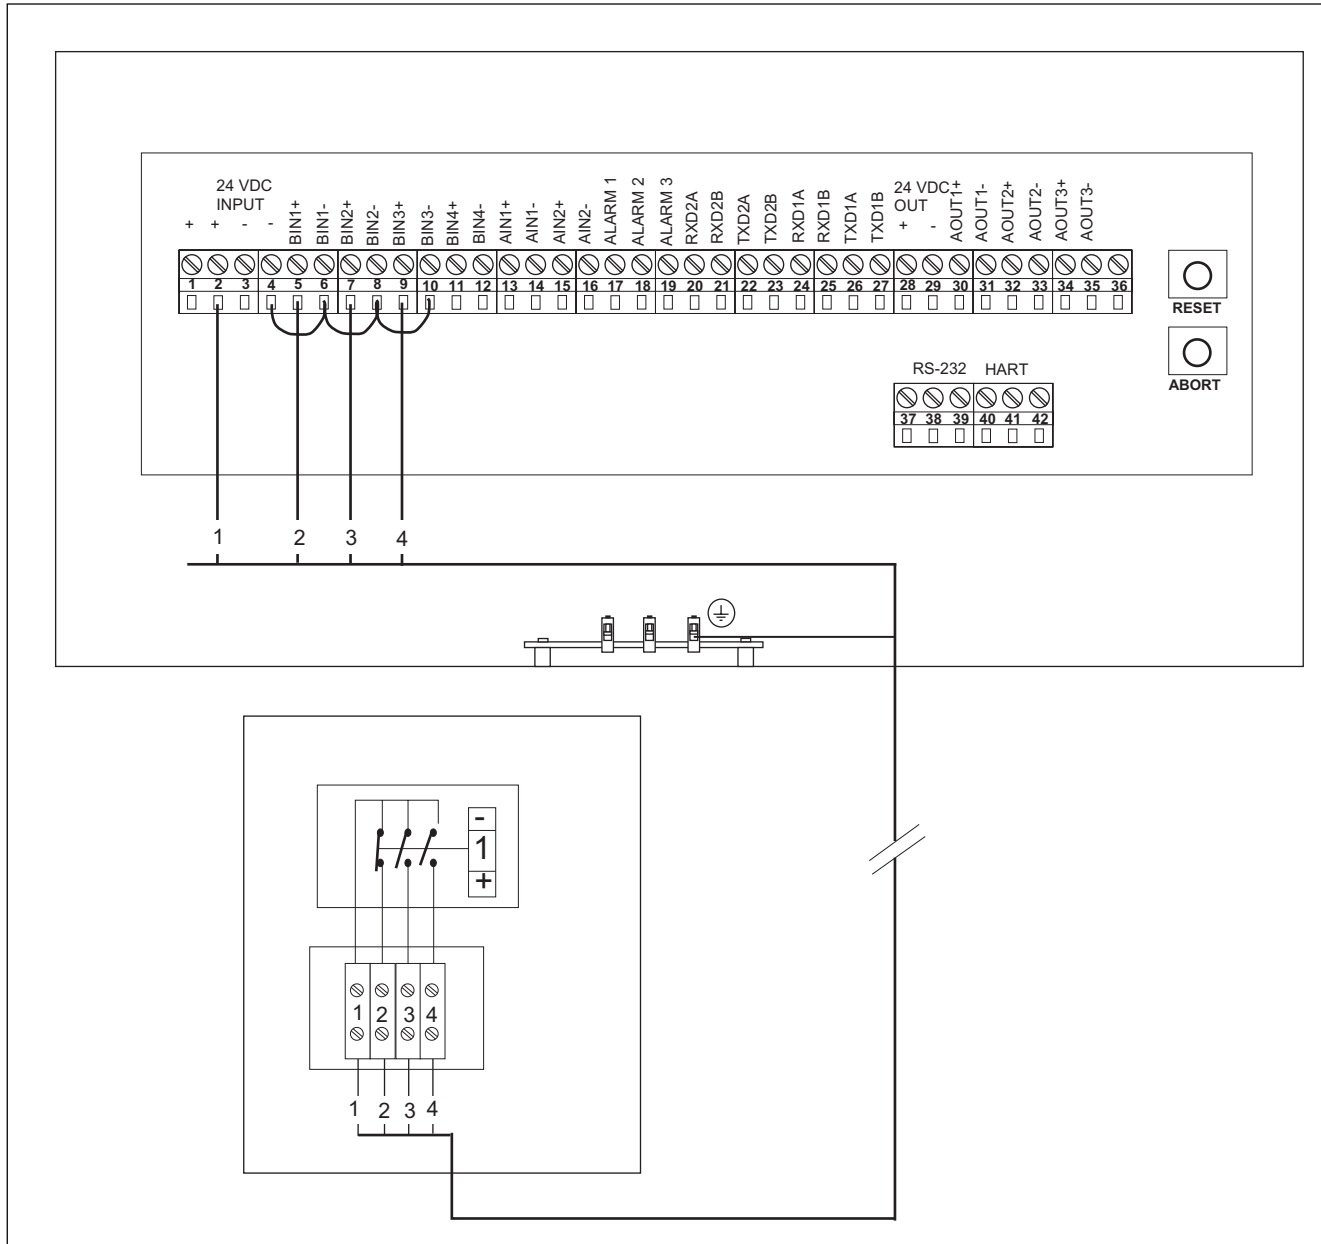 24 VDC
INPUT
+ + - -
BIN1+
BIN1-
BIN2+
BIN2-
BIN3+
BIN3-
BIN4+
BIN4-
AIN1+
AIN1-
AIN2+
AIN2-
ALARM 1
ALARM 2
ALARM 3
RXD2A
RXD2B
TXD2A
TXD2B
RXD1A
RXD1B
TXD1A
TXD1B
24 VDC
OUT
+ -
AOUT1+
AOUT1-
AOUT2+
AOUT2-
AOUT3+
AOUT3-
1 2 3 4 5 6 7 8 9 10 11 12 13 14 15 16 17 18 19 20 21 22 23 24 25 26 27 28 29 30 31 32 33 34 35 36
RESET
ABORT
RS-232 HART
37 38 39 40 41 42
1 2 3 4
-
1
+
1 2 3 4
1 2 3 4